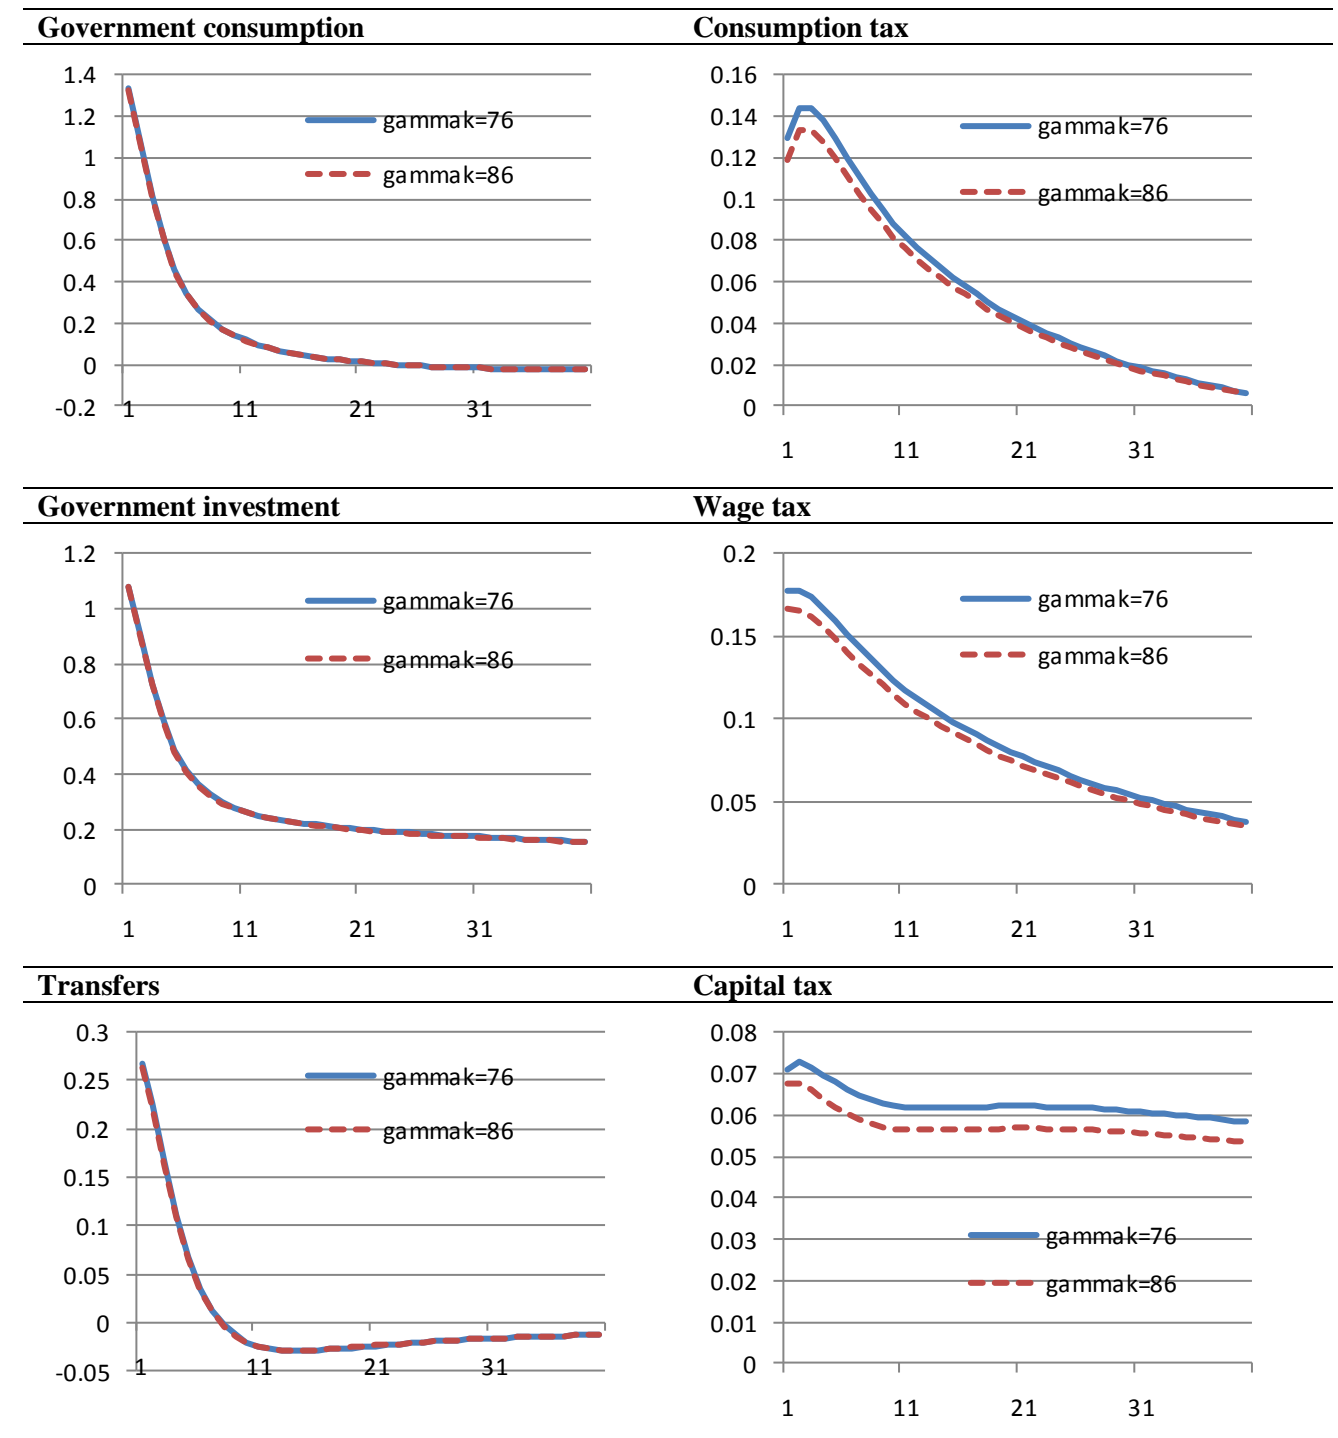 Government consumption
Consumption tax
1.4
1.2
1
0.8
0.6
0.4
0.2
0
-0.2
gammak=76
gammak=86
1 11 21 31
0.16
0.14
0.12
0.1
0.08
0.06
0.04
0.02
0
gammak=76
gammak=86
1 11 21 31
Government investment
Wage tax
1.2
1
0.8
0.6
0.4
0.2
0
gammak=76
gammak=86
1 11 21 31
0.2
0.15
0.1
0.05
0
gammak=76
gammak=86
1 11 21 31
Transfers
Capital tax
0.3
0.25
0.2
0.15
0.1
0.05
0
-0.05
gammak=76
gammak=86
1 11 21 31
0.08
0.07
0.06
0.05
0.04
0.03
0.02
0.01
0
gammak=76
gammak=86
1 11 21 31